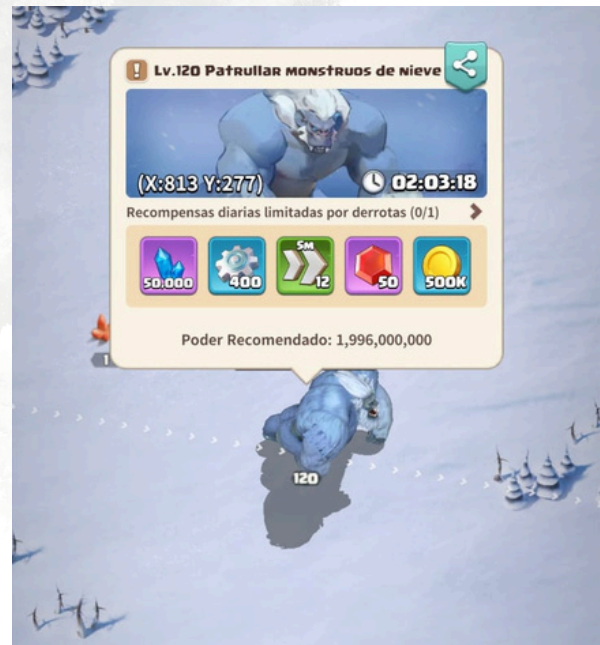 Lv.120 Patrullar monstruos de nieve
(X:813 Y:277) 02:03:18
Recompensas diarias limitadas por derrotas (0/1)
5M
50,000 400 12 50 500K
Poder Recomendado: 1,996,000,000
1
120